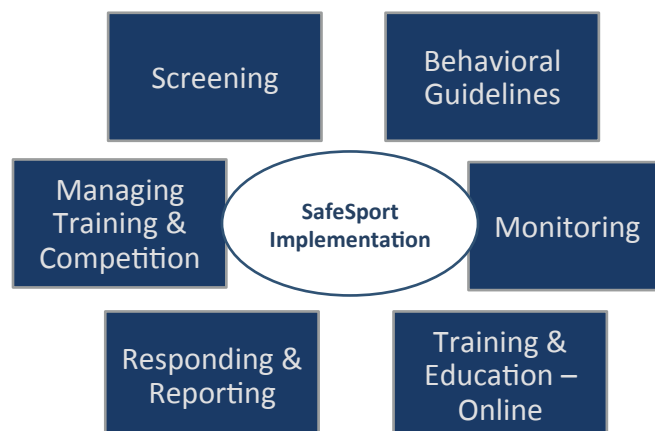 Screening
Behavioral
Guidelines
Managing
Training &
Competition
SafeSport
Implementation
Monitoring
Responding &
Reporting
Training &
Education –
Online